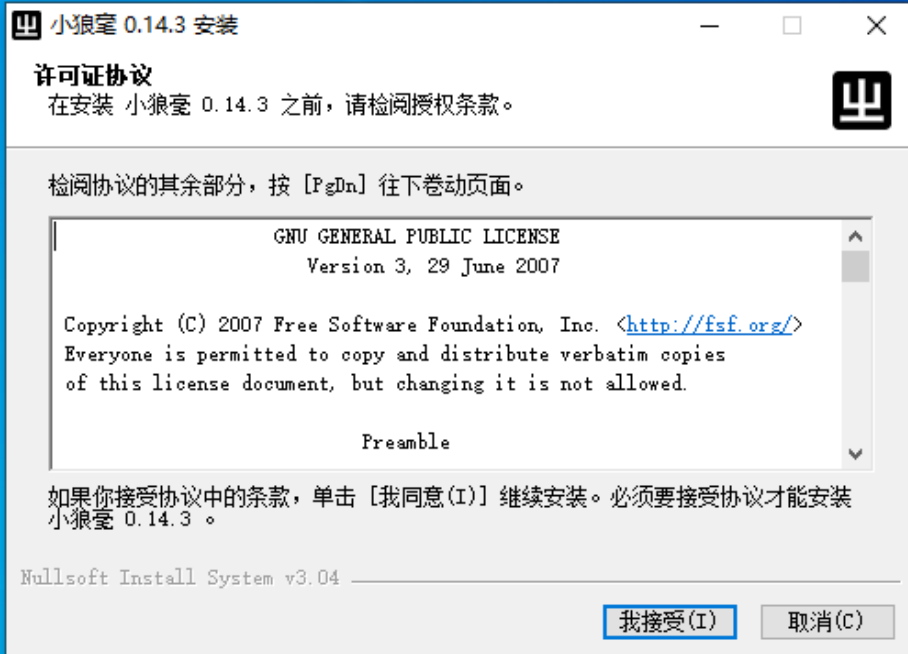 小狼毫 0.14.3 安装
许可证协议
在安装 小狼毫 0.14.3 之前，请检阅授权条款。
检阅协议的其余部分，按 [PgDn] 往下卷动页面。
GNU GENERAL PUBLIC LICENSE
Version 3, 29 June 2007
Copyright (C) 2007 Free Software Foundation, Inc. <http://fsf.org/>
Everyone is permitted to copy and distribute verbatim copies
of this license document, but changing it is not allowed.
Preamble
如果你接受协议中的条款，单击 [我同意(I)] 继续安装。必须要接受协议才能安装
小狼毫 0.14.3 。
Nullsoft Install System v3.04
我接受(I)
取消(C)